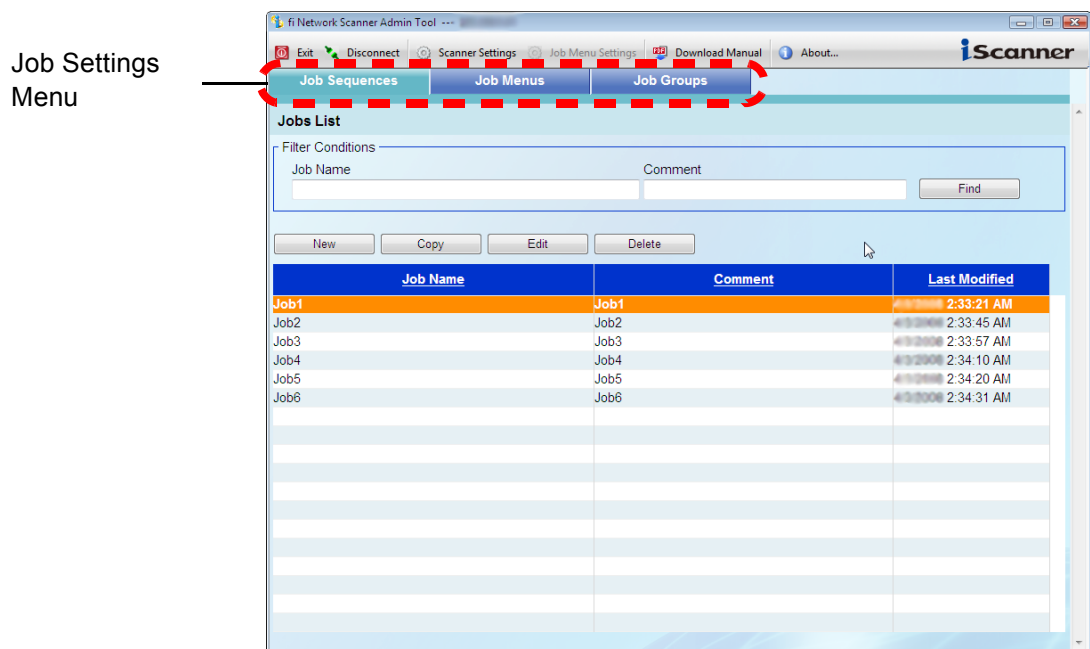 fi Network Scanner Admin Tool ---
Exit Disconnect Scanner Settings Job Menu Settings Download Manual About... iScanner
Job Settings
Menu
Job Sequences Job Menus Job Groups
Jobs List
Filter Conditions
Job Name Comment
Find
New Copy Edit Delete
Job Name Comment Last Modified
Job1 Job1 2:33:21 AM
Job2 Job2 2:33:45 AM
Job3 Job3 2:33:57 AM
Job4 Job4 2:34:10 AM
Job5 Job5 2:34:20 AM
Job6 Job6 2:34:31 AM